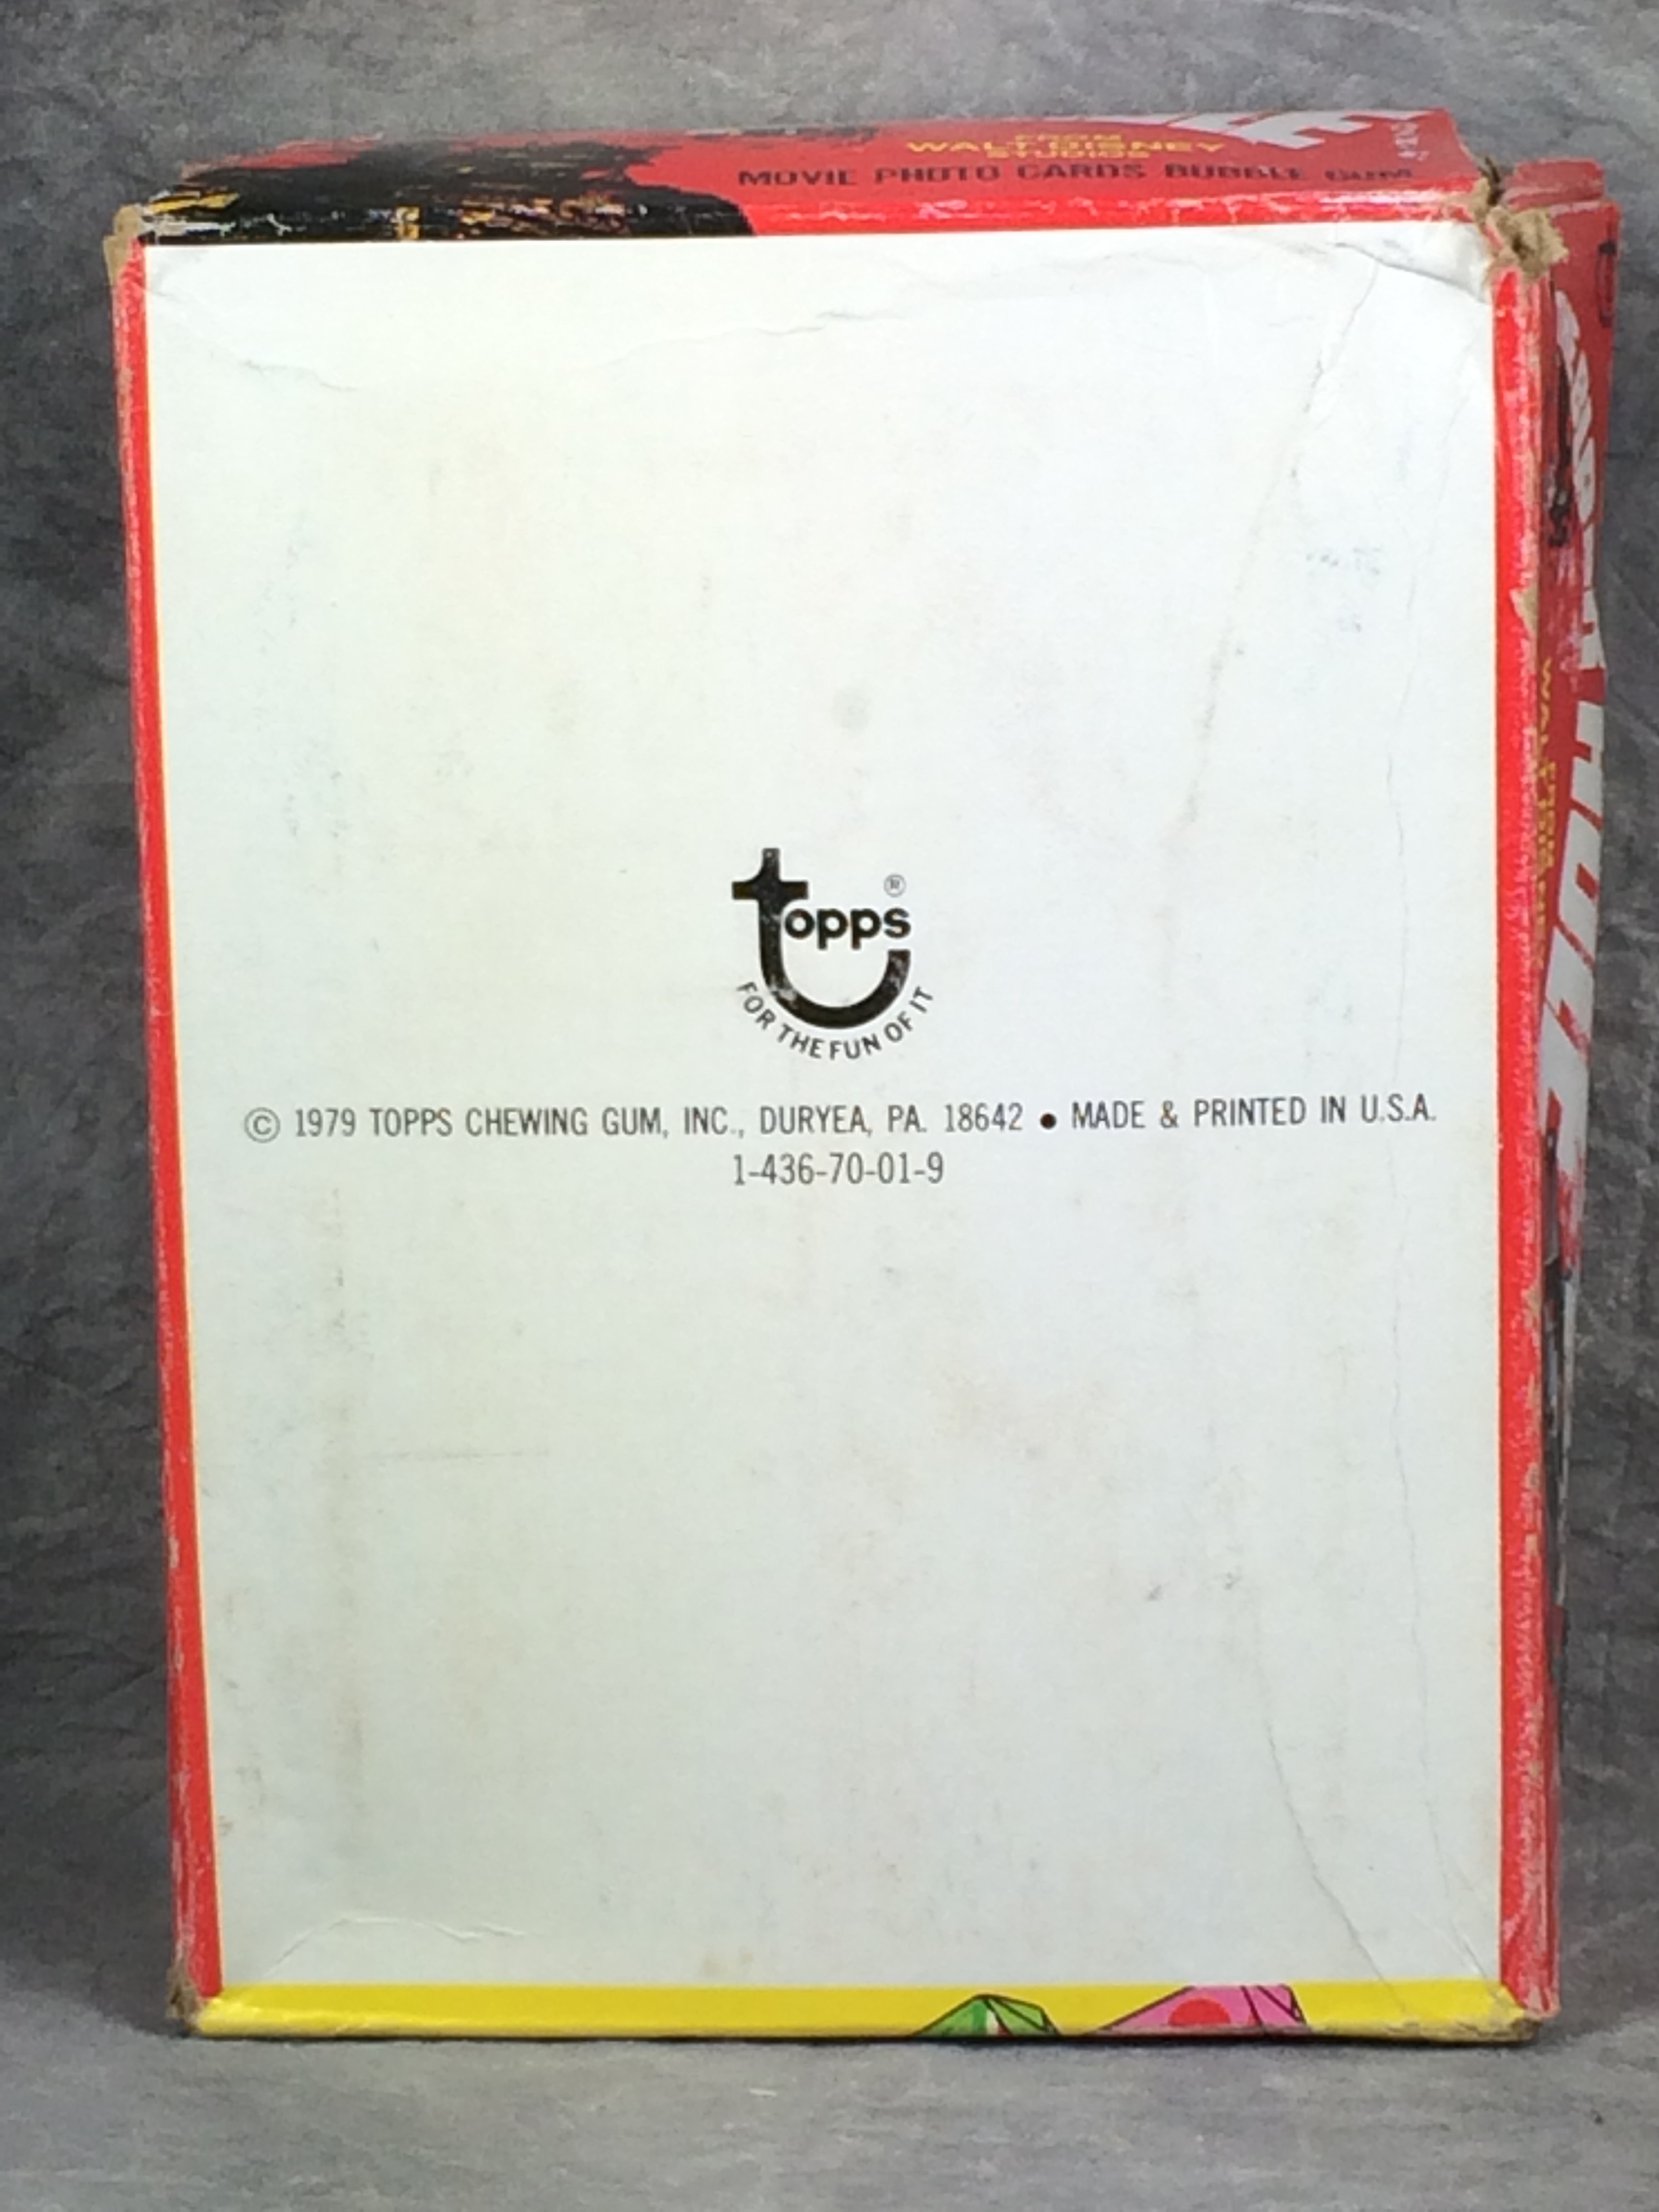 FROM
WALT DISNEY
STUDIOS
MOVIE PHOTO CARDS BUBBLE GUM
topps ®
FOR THE FUN OF IT
© 1979 TOPPS CHEWING GUM, INC., DURYEA, PA. 18642 • MADE & PRINTED IN U.S.A.
1-436-70-01-9